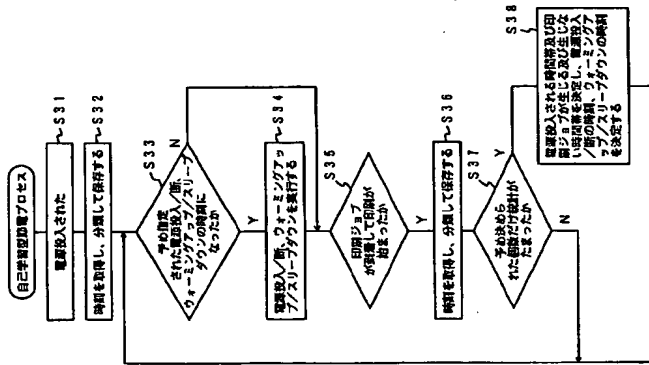 自己学習型節電プロセス
電源投入された
S31
時刻を取得し、分類して保存する
S32
予め指定
された電源投入/断、
ウォーミングアップ/スリープ
ダウンの時刻に
なったか
S33
N
Y
電源投入/断、ウォーミングアッ
プ/スリープダウンを実行する
S34
印刷ジョブ
が到着して印刷が
始まったか
S35
Y
時刻を取得し、分類して保存する
S36
予め決めら
れた個数だけ統計が
たまったか
S37
Y
N
電源投入される時間帯及び印
刷ジョブが生じる及び生じな
い時間帯を決定し、電源投入
/断の時刻、ウォーミングア
ップ/スリープダウンの時刻
を決定する
S38